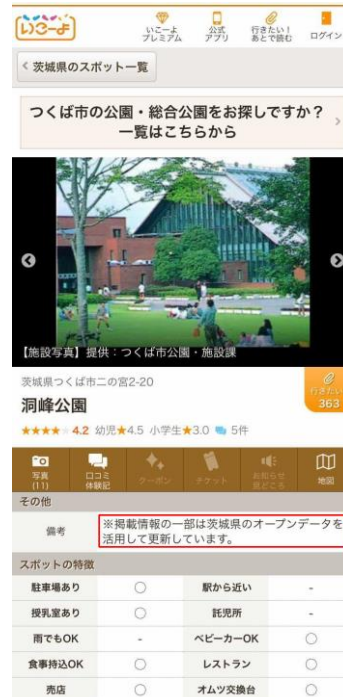 いこーよ
いこーよ
プレミアム
公式
アプリ
行きたい!
あとで読む
ログイン
茨城県のスポット一覧
つくば市の公園・総合公園をお探しですか?
一覧はこちらから
【施設写真】提供:つくば市公園・施設課
茨城県つくば市二の宮2-20
洞峰公園
行きたい
363
★★★★★ 4.2 幼児★4.5 小学生★3.0 5件
写真
(11)
口コミ
体験記
クーポン
チケット
お知らせ
見どころ
地図
その他
備考
※掲載情報の一部は茨城県のオープンデータを
活用して更新しています。
スポットの特徴
駐車場あり ○ 駅から近い -
授乳室あり ○ 託児所 -
雨でもOK - ベビーカーOK ○
食事持込OK ○ レストラン ○
売店 ○ オムツ交換台 ○